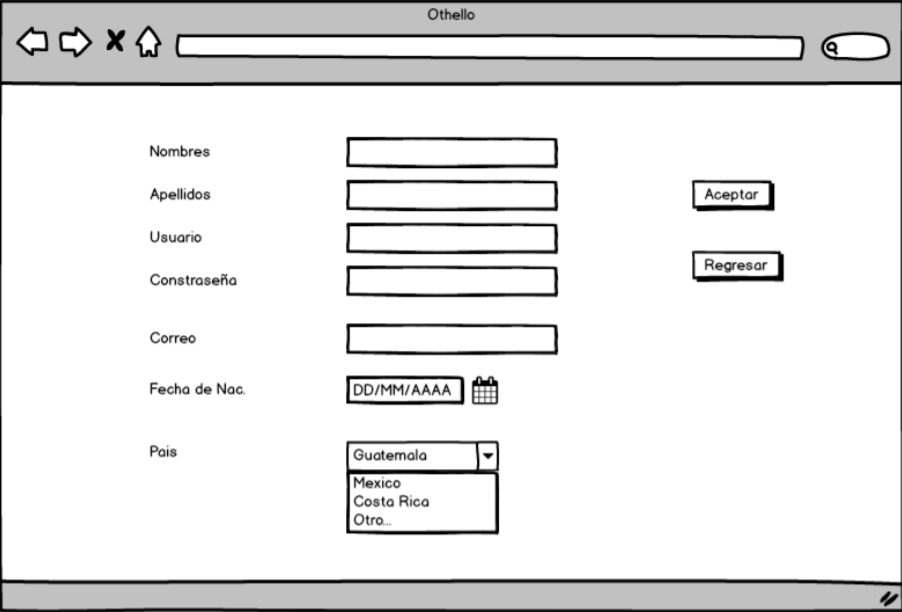 Othello
Nombres
Apellidos
Aceptar
Usuario
Regresar
Constraseña
Correo
Fecha de Nac.
DD/MM/AAAA
Pais
Guatemala
Mexico
Costa Rica
Otro...